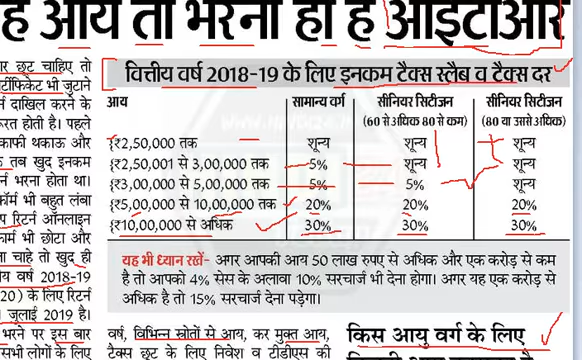 ह आय तो भरना हो ह आइटीआर
वित्तीय वर्ष 2018-19 के लिए इनकम टैक्स स्लैब व टैक्स दर
आय सामान्य वर्ग सीनियर सिटीजन सीनियर सिटीजन
(60 से अधिक 80 से कम) (80 या उससे अधिक)
₹2,50,000 तक शून्य शून्य शून्य
₹2,50,001 से 3,00,000 तक 5% शून्य शून्य
₹3,00,000 से 5,00,000 तक 5% 5% शून्य
₹5,00,000 से 10,00,000 तक 20% 20% 20%
₹10,00,000 से अधिक 30% 30% 30%
यह भी ध्यान रखें- अगर आपकी आय 50 लाख रुपए से अधिक और एक करोड़ से कम
है तो आपको 4% सेस के अलावा 10% सरचार्ज भी देना होगा। अगर यह एक करोड़ से
अधिक है तो 15% सरचार्ज देना पड़ेगा।
र छूट चाहिए तो
र्टीफिकेट भी जुटाने
र्न दाखिल करने के
रत होती है। पहले
काफी थकाऊ और
तब खुद इनकम
र्न भरना होता था।
फॉर्म भी बहुत लंबा
रिटर्न ऑनलाइन
फार्म भी छोटा और
चाहे तो खुद ही
य वर्ष 2018-19
20) के लिए रिटर्न
जुलाई 2019 है।
भरने पर इस बार
सभी लोगों के लिए
वर्ष, विभिन्न स्रोतों से आय, कर मुक्त आय,
टैक्स छूट के लिए निवेश व टीडीएस की
किस आयु वर्ग के लिए